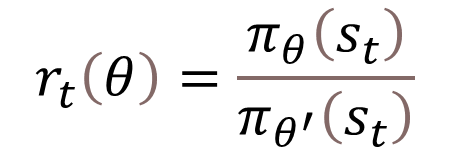 r_t(θ) = π_θ(s_t) / π_θ′(s_t)